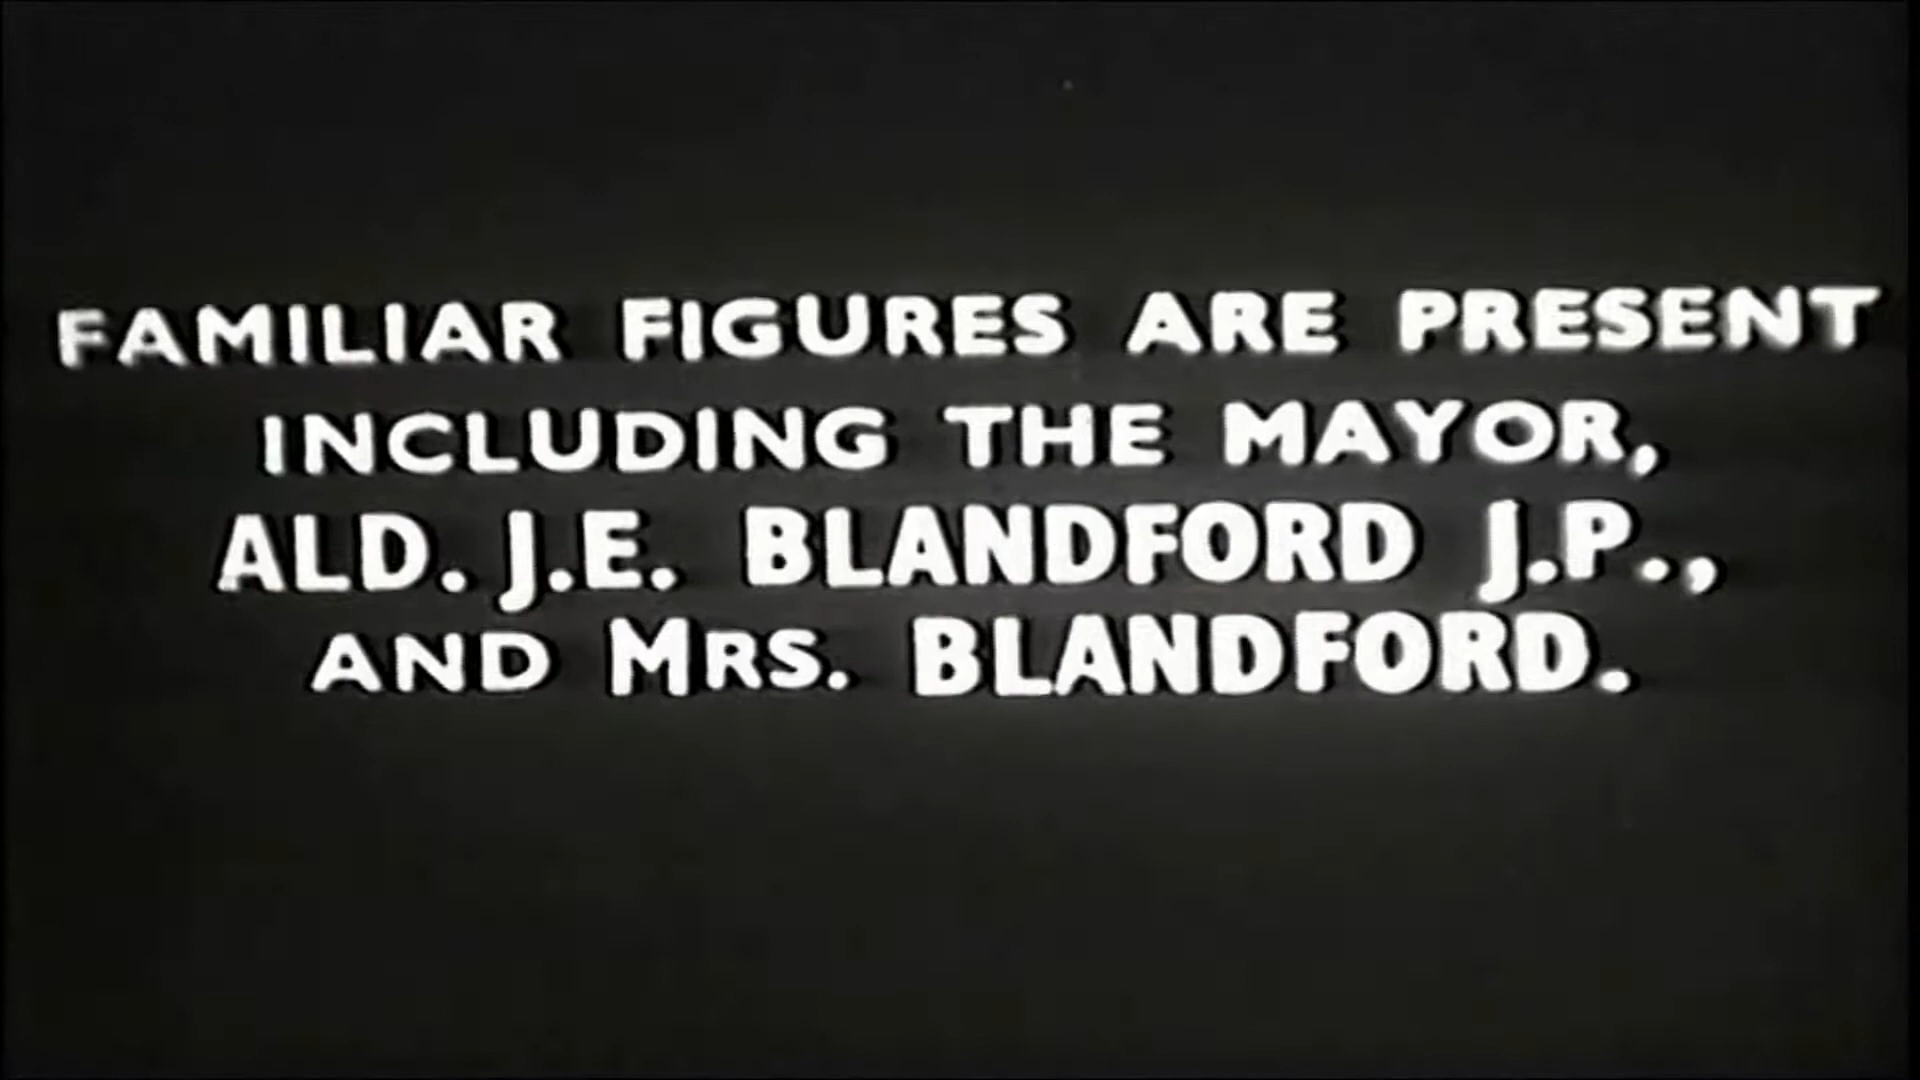 FAMILIAR FIGURES ARE PRESENT
INCLUDING THE MAYOR,
ALD. J.E. BLANDFORD J.P.,
AND MRS. BLANDFORD.